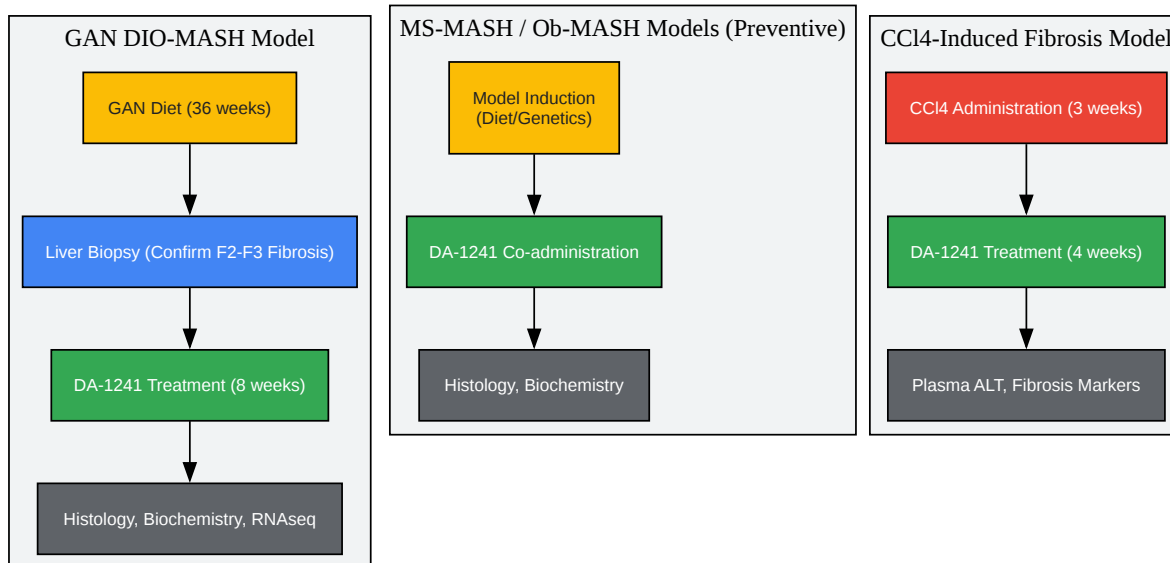 GAN DIO-MASH Model
GAN Diet (36 weeks)
Liver Biopsy (Confirm F2-F3 Fibrosis)
DA-1241 Treatment (8 weeks)
Histology, Biochemistry, RNAseq
MS-MASH / Ob-MASH Models (Preventive)
Model Induction
(Diet/Genetics)
DA-1241 Co-administration
Histology, Biochemistry
CCl4-Induced Fibrosis Model
CCl4 Administration (3 weeks)
DA-1241 Treatment (4 weeks)
Plasma ALT, Fibrosis Markers